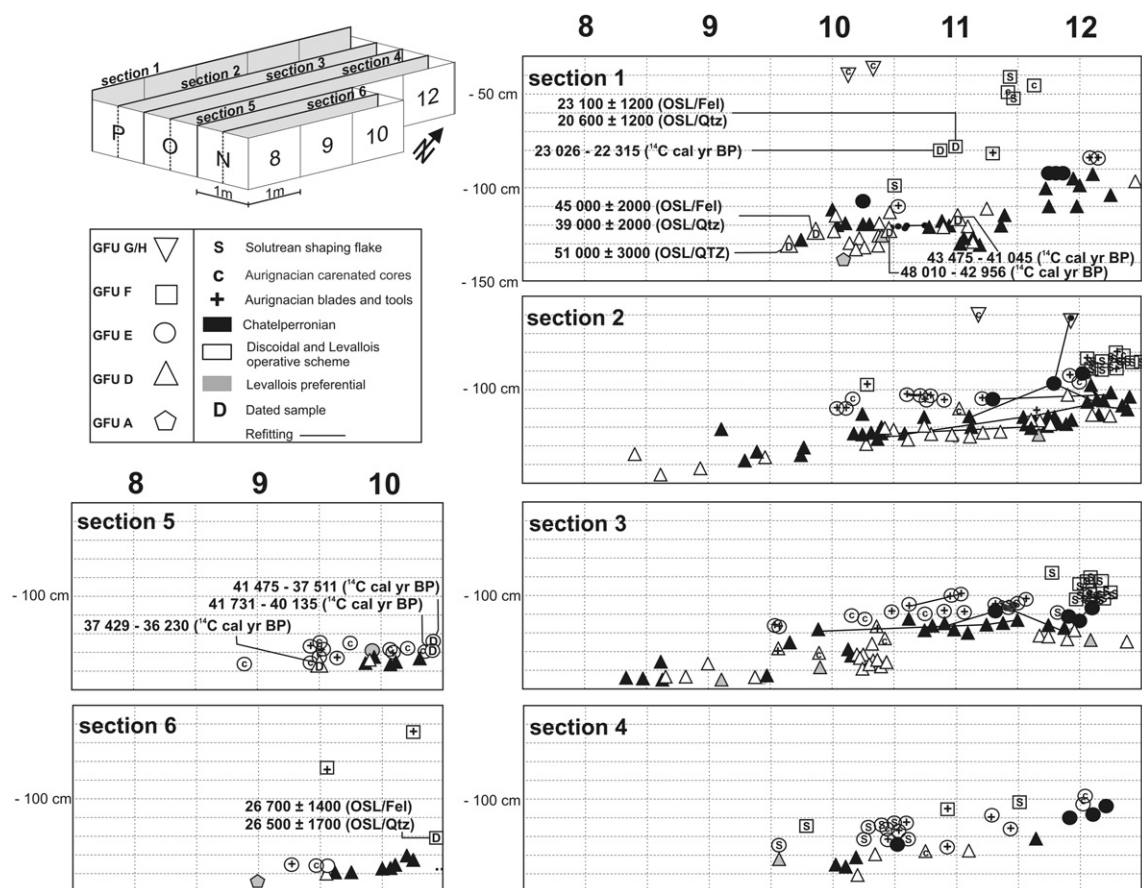 8 9 10 11 12
section 1
section 2
section 3
section 4
section 5
section 6
P O N 8 9 10 12
N
1m 1m
GFU G/H
GFU F
GFU E
GFU D
GFU A
S Solutrean shaping flake
C Aurignacian carenated cores
+ Aurignacian blades and tools
Chatelperronian
Discoidal and Levallois
operative scheme
Levallois preferential
D Dated sample
Refitting
section 1
- 50 cm
23 100 ± 1200 (OSL/Fel)
20 600 ± 1200 (OSL/Qtz)
23 026 - 22 315 (¹⁴C cal yr BP)
- 100 cm
45 000 ± 2000 (OSL/Fel)
39 000 ± 2000 (OSL/Qtz)
51 000 ± 3000 (OSL/QTZ)
43 475 - 41 045 (¹⁴C cal yr BP)
48 010 - 42 956 (¹⁴C cal yr BP)
- 150 cm
section 2
- 100 cm
8 9 10
section 5
- 100 cm
41 475 - 37 511 (¹⁴C cal yr BP)
41 731 - 40 135 (¹⁴C cal yr BP)
37 429 - 36 230 (¹⁴C cal yr BP)
section 3
- 100 cm
section 6
- 100 cm
26 700 ± 1400 (OSL/Fel)
26 500 ± 1700 (OSL/Qtz)
section 4
- 100 cm